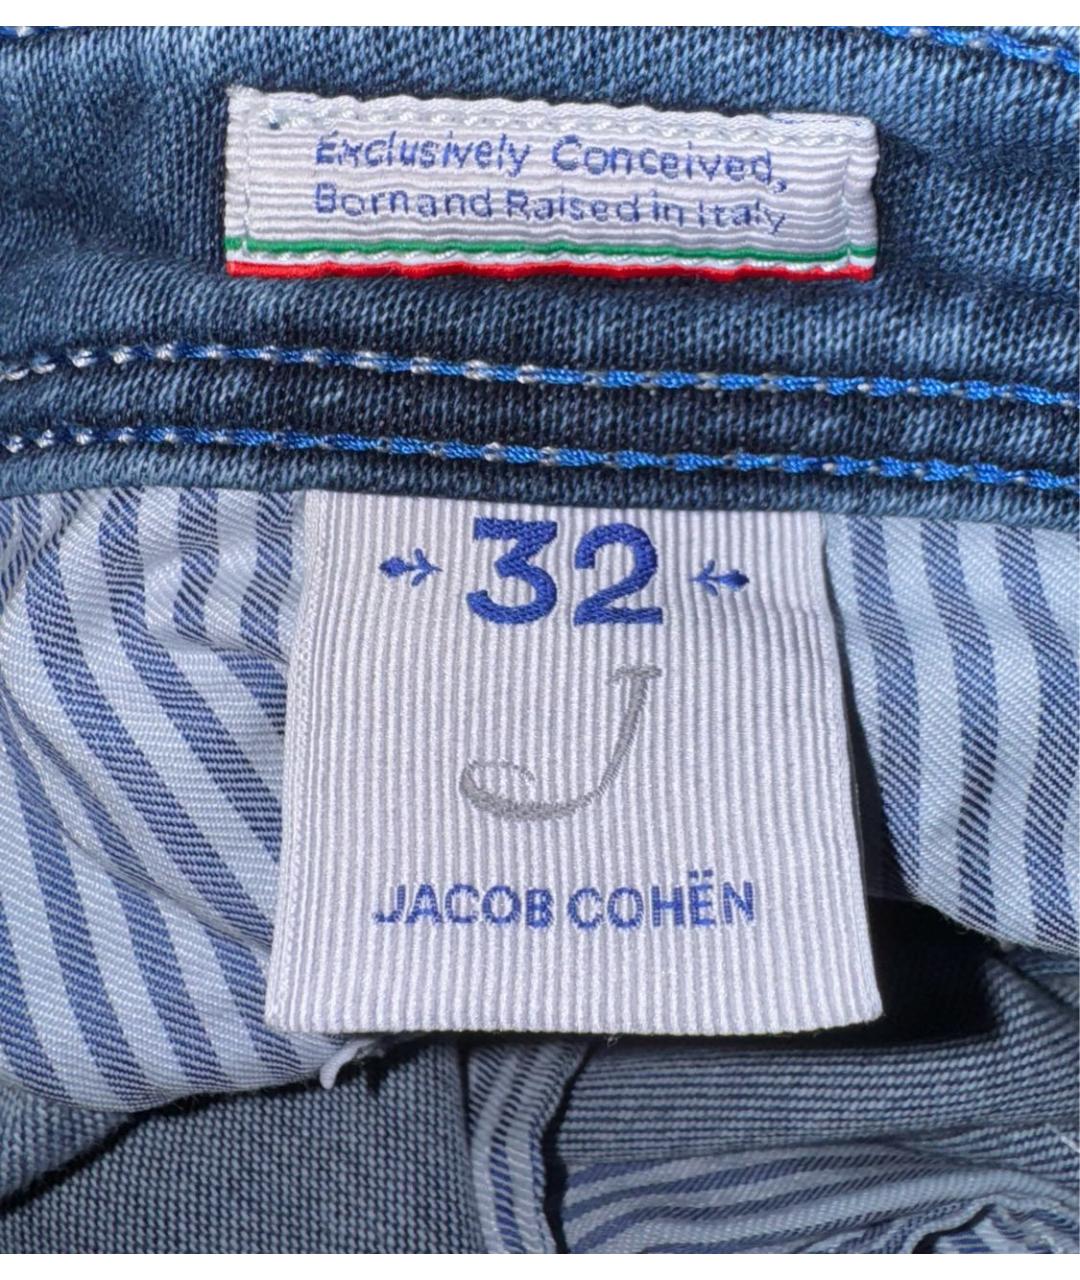 Exclusively Conceived,
Born and Raised in Italy
32
J
JACOB COHËN